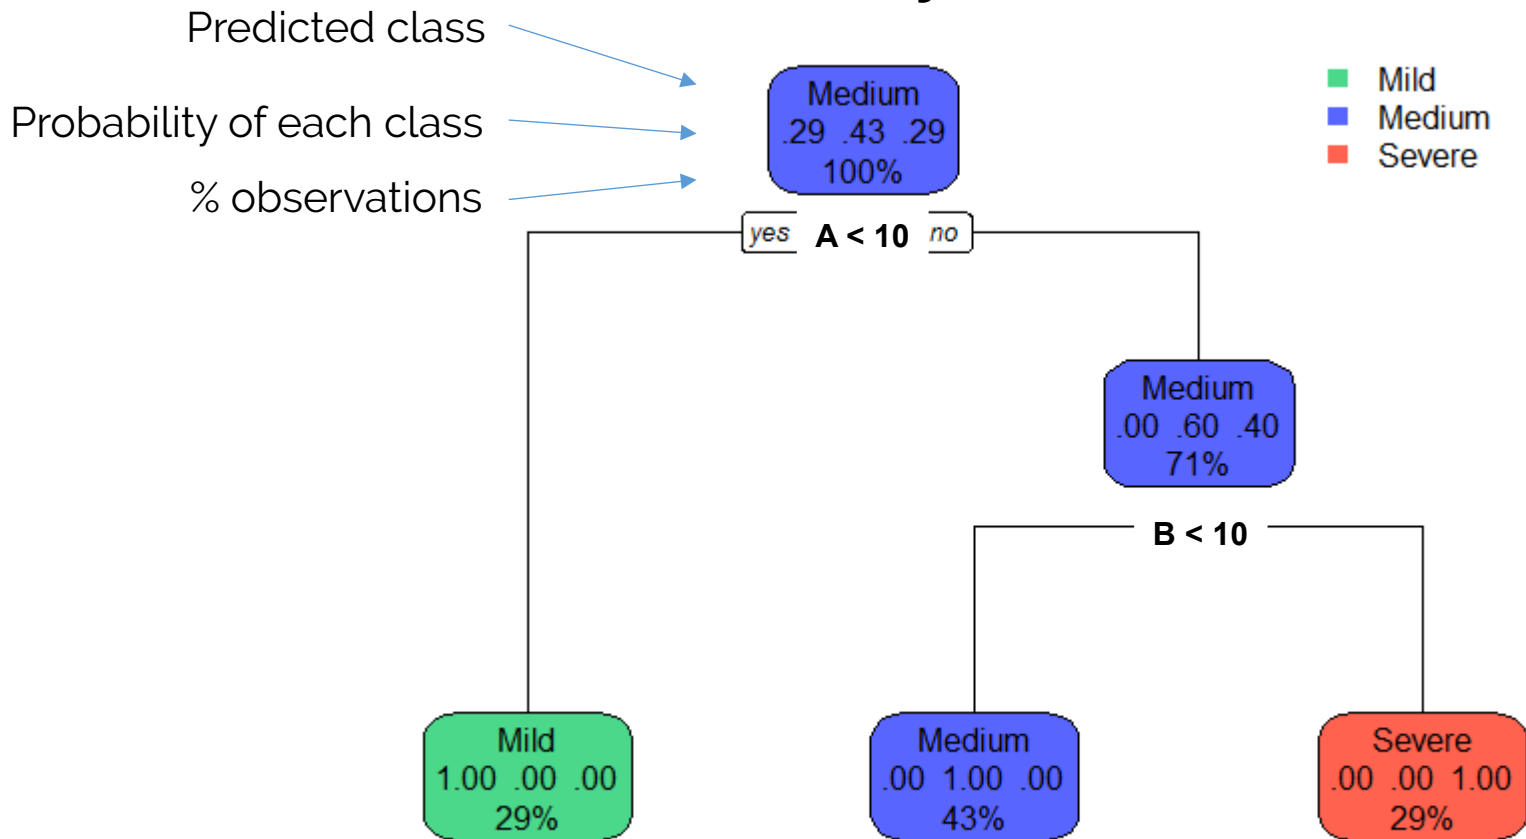 Predicted class
Probability of each class
% observations
Medium
.29 .43 .29
100%
Mild
Medium
Severe
yes A < 10 no
Medium
.00 .60 .40
71%
B < 10
Mild
1.00 .00 .00
29%
Medium
.00 1.00 .00
43%
Severe
.00 .00 1.00
29%